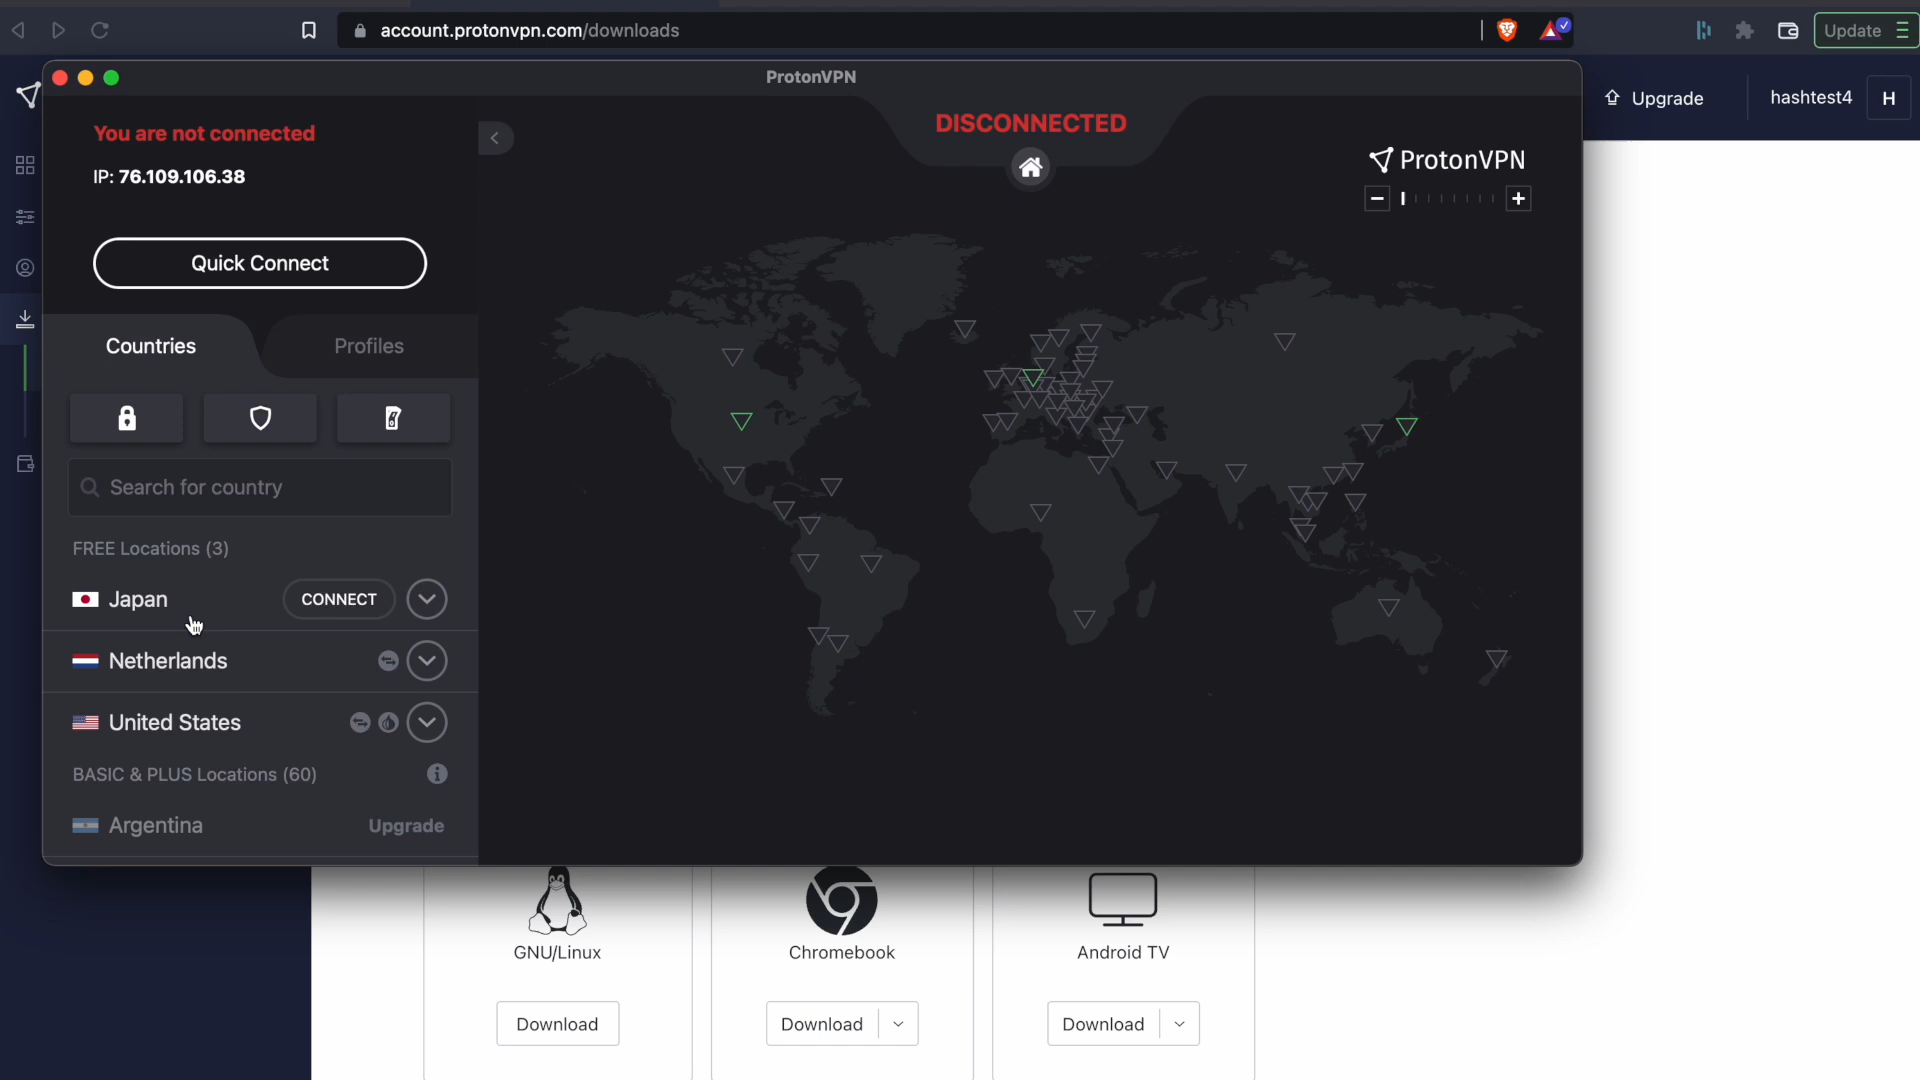 account.protonvpn.com/downloads
Update
ProtonVPN
Upgrade
hashtest4
H
You are not connected
IP: 76.109.106.38
Quick Connect
DISCONNECTED
ProtonVPN
Countries
Profiles
Search for country
FREE Locations (3)
Japan
CONNECT
Netherlands
United States
BASIC & PLUS Locations (60)
Argentina
Upgrade
GNU/Linux
Chromebook
Android TV
Download
Download
Download